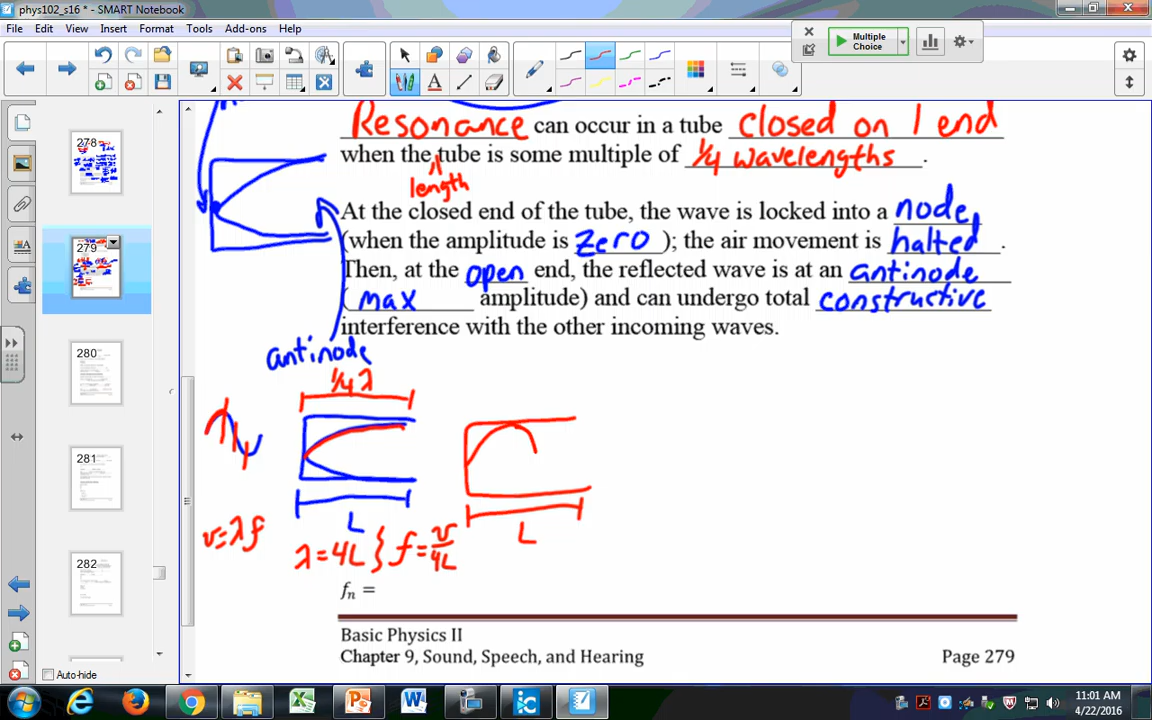 phys102_s16 * - SMART Notebook
File Edit View Insert Format Tools Add-ons Help
Multiple Choice
Resonance can occur in a tube closed on 1 end
when the tube is some multiple of 1/4 wavelengths.
length
At the closed end of the tube, the wave is locked into a node,
(when the amplitude is zero); the air movement is halted.
Then, at the open end, the reflected wave is at an antinode
(max amplitude) and can undergo total constructive
interference with the other incoming waves.
antinode
1/4 λ
L
L
v=λf
λ=4L } f=v/4L
fn =
Basic Physics II
Chapter 9, Sound, Speech, and Hearing Page 279
278
279
280
281
282
Auto-hide
11:01 AM
4/22/2016